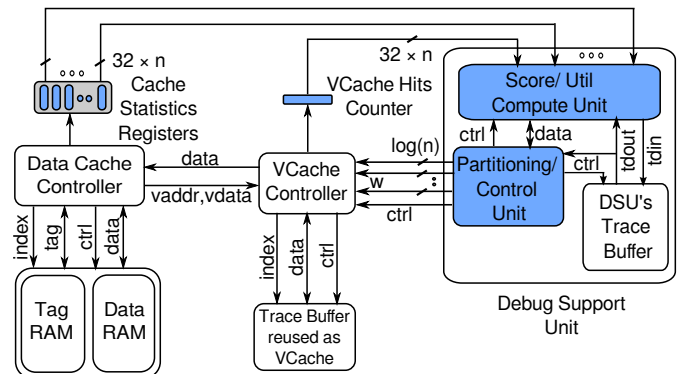 32 × n
Cache
Statistics
Registers
32 × n
VCache Hits
Counter
Score/ Util
Compute Unit
ctrl
data
tdout
tdin
log(n)
w
ctrl
Partitioning/
Control
Unit
ctrl
DSU's
Trace
Buffer
Debug Support
Unit
Data Cache
Controller
data
vaddr,vdata
VCache
Controller
index
tag
ctrl
data
Tag
RAM
Data
RAM
index
data
ctrl
Trace Buffer
reused as
VCache